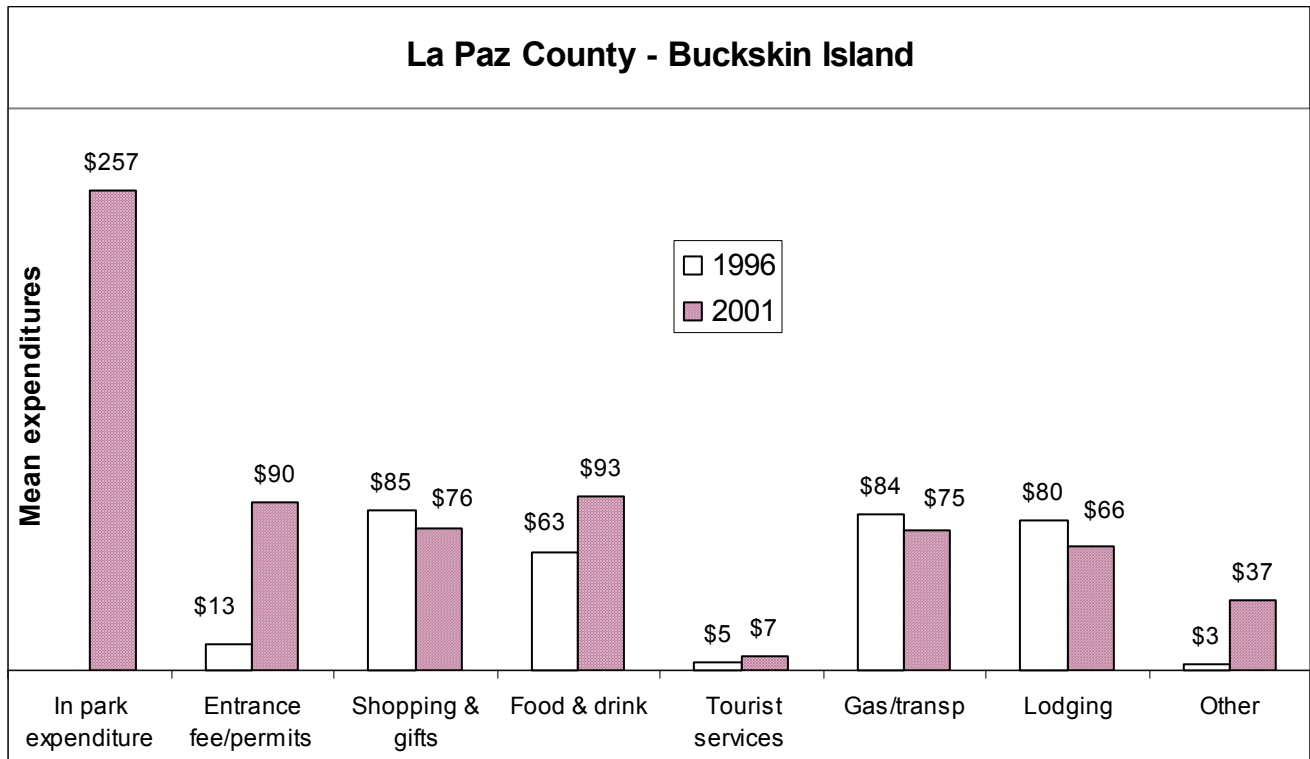 La Paz County - Buckskin Island
Mean expenditures
$257
$13
$90
$85
$76
$63
$93
$5
$7
$84
$75
$80
$66
$3
$37
1996
2001
In park
expenditure
Entrance
fee/permits
Shopping &
gifts
Food & drink
Tourist
services
Gas/transp
Lodging
Other